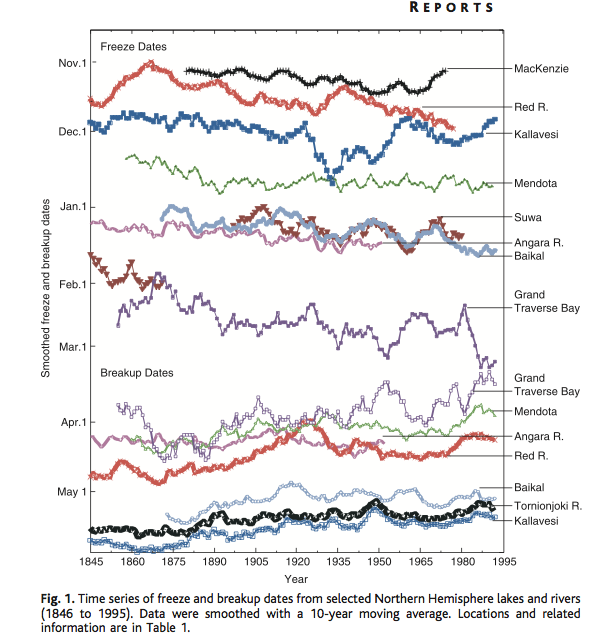 REPORTS
Freeze Dates
Nov.1
MacKenzie
Red R.
Dec.1
Kallavesi
Mendota
Jan.1
Suwa
Angara R.
Baikal
Feb.1
Grand
Traverse Bay
Mar.1
Smoothed freeze and breakup dates
Breakup Dates
Grand
Traverse Bay
Mendota
Apr.1
Angara R.
Red R.
Baikal
May 1
Tornionjoki R.
Kallavesi
1845 1860 1875 1890 1905 1920 1935 1950 1965 1980 1995
Year
Fig. 1. Time series of freeze and breakup dates from selected Northern Hemisphere lakes and rivers
(1846 to 1995). Data were smoothed with a 10-year moving average. Locations and related
information are in Table 1.